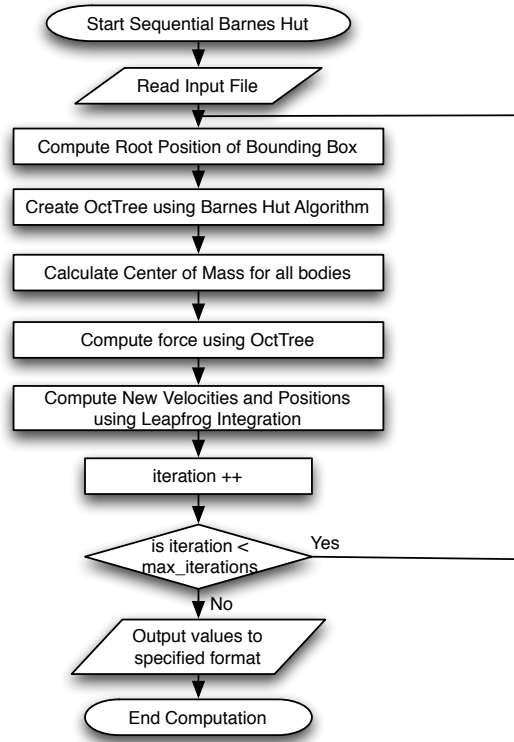 Start Sequential Barnes Hut
Read Input File
Compute Root Position of Bounding Box
Create OctTree using Barnes Hut Algorithm
Calculate Center of Mass for all bodies
Compute force using OctTree
Compute New Velocities and Positions
using Leapfrog Integration
iteration ++
is iteration <
max_iterations
Yes
No
Output values to
specified format
End Computation